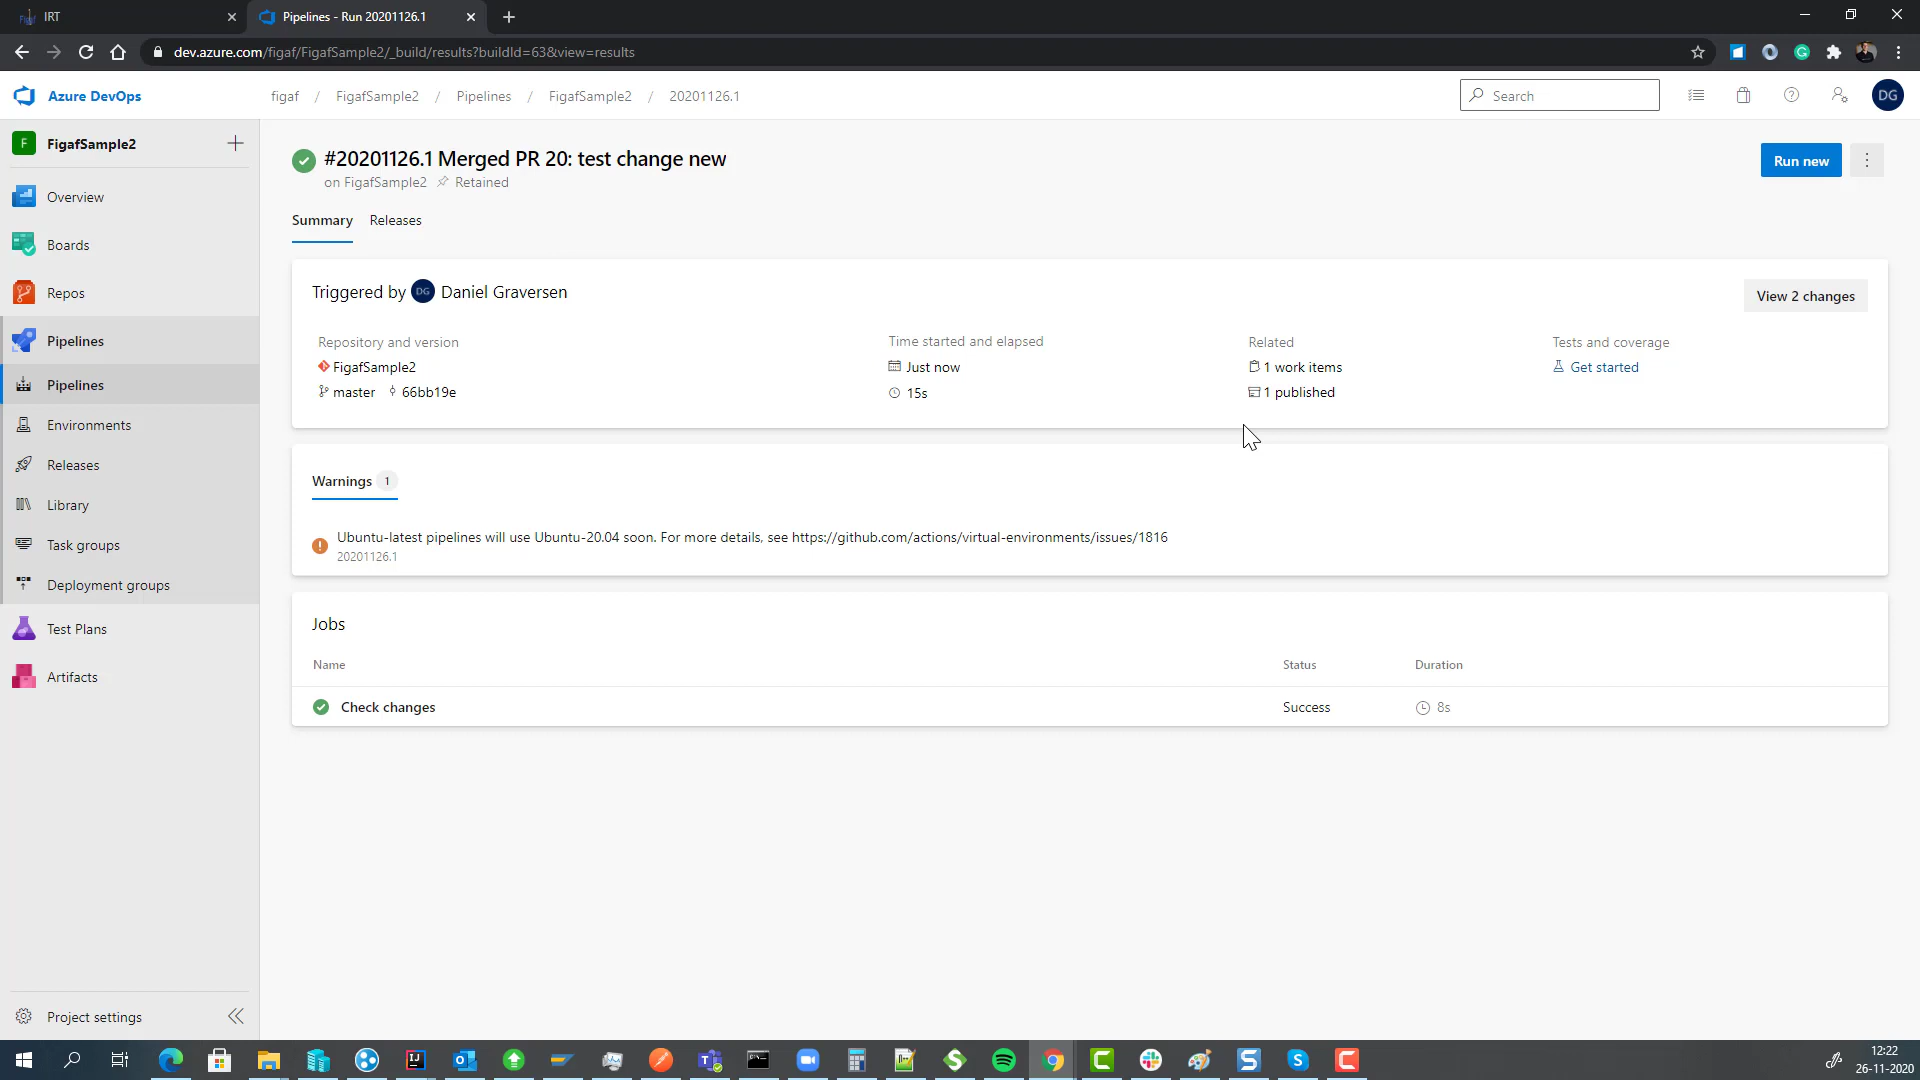 IRT
Pipelines - Run 20201126.1
dev.azure.com/figaf/FigafSample2/_build/results?buildId=63&view=results
Azure DevOps
figaf / FigafSample2 / Pipelines / FigafSample2 / 20201126.1
Search
DG
F FigafSample2
#20201126.1 Merged PR 20: test change new
Run new
on FigafSample2 Retained
Overview
Summary Releases
Boards
Triggered by DG Daniel Graversen
View 2 changes
Repos
Repository and version
Time started and elapsed
Related
Tests and coverage
Pipelines
FigafSample2
Just now
1 work items
Get started
Pipelines
master 66bb19e
15s
1 published
Environments
Releases
Warnings 1
Library
Ubuntu-latest pipelines will use Ubuntu-20.04 soon. For more details, see https://github.com/actions/virtual-environments/issues/1816
20201126.1
Task groups
Deployment groups
Jobs
Test Plans
Name Status Duration
Artifacts
Check changes Success 8s
Project settings
12:22
26-11-2020